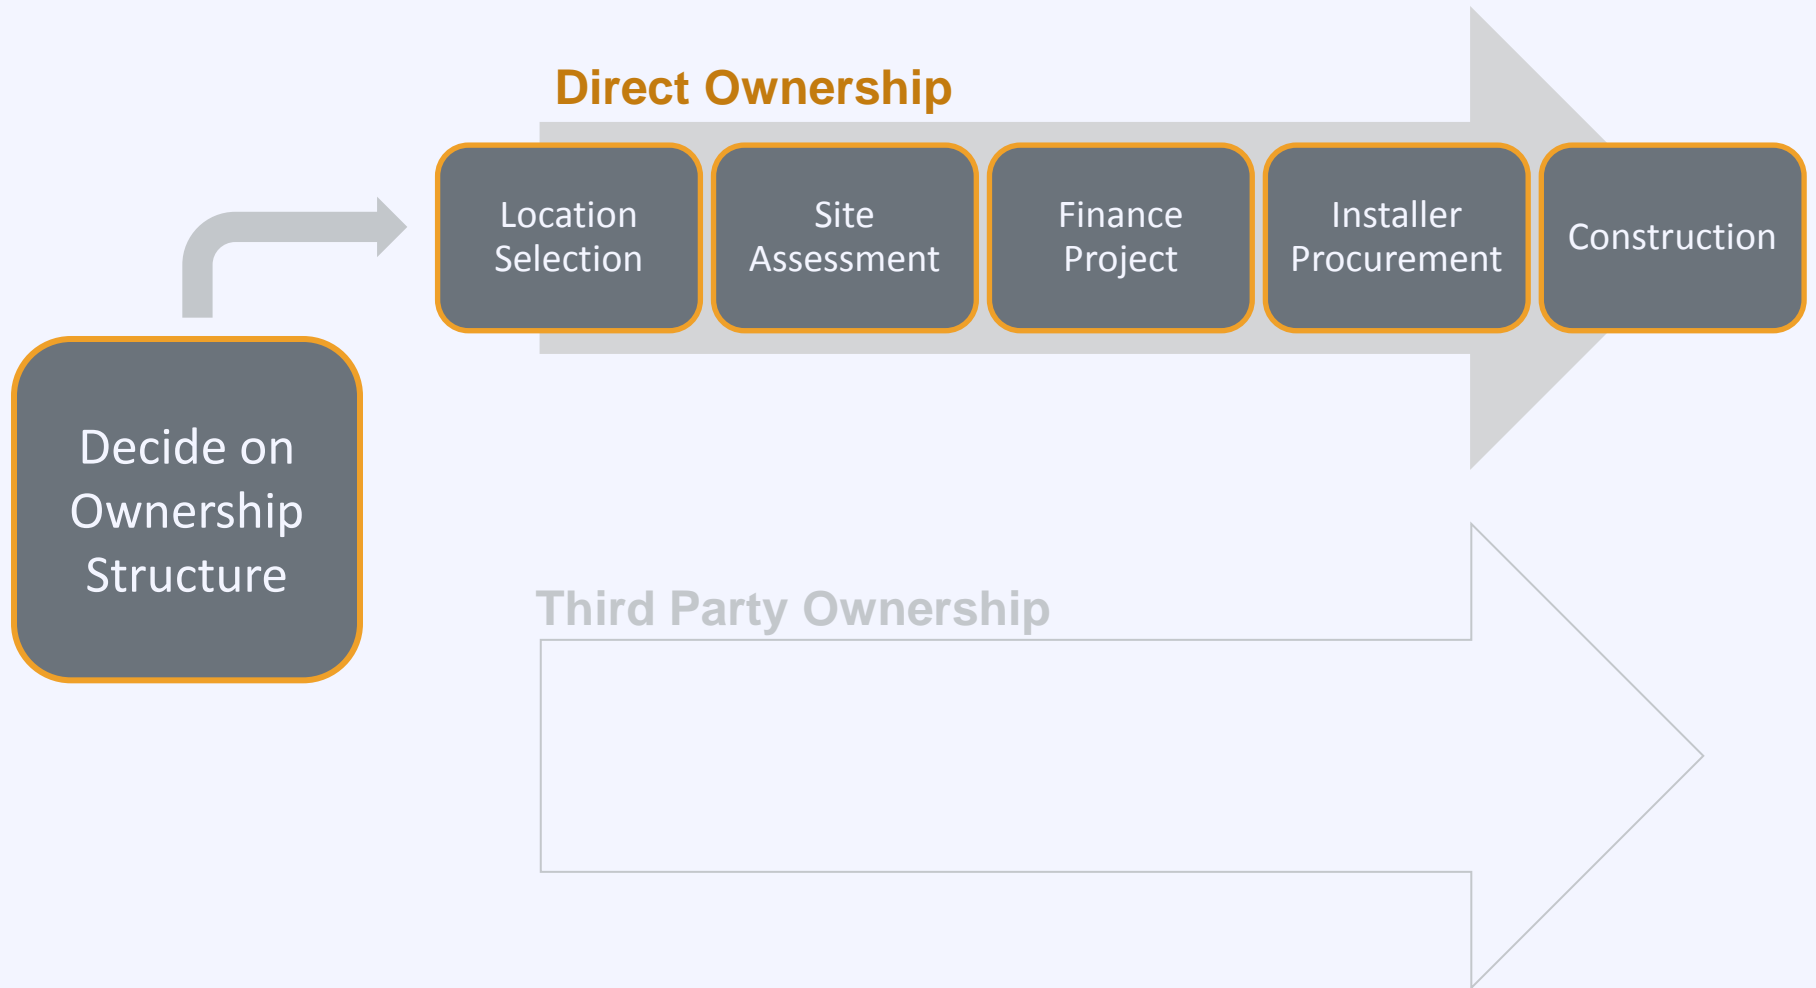 Direct Ownership
Location
Selection
Site
Assessment
Finance
Project
Installer
Procurement
Construction
Decide on
Ownership
Structure
Third Party Ownership